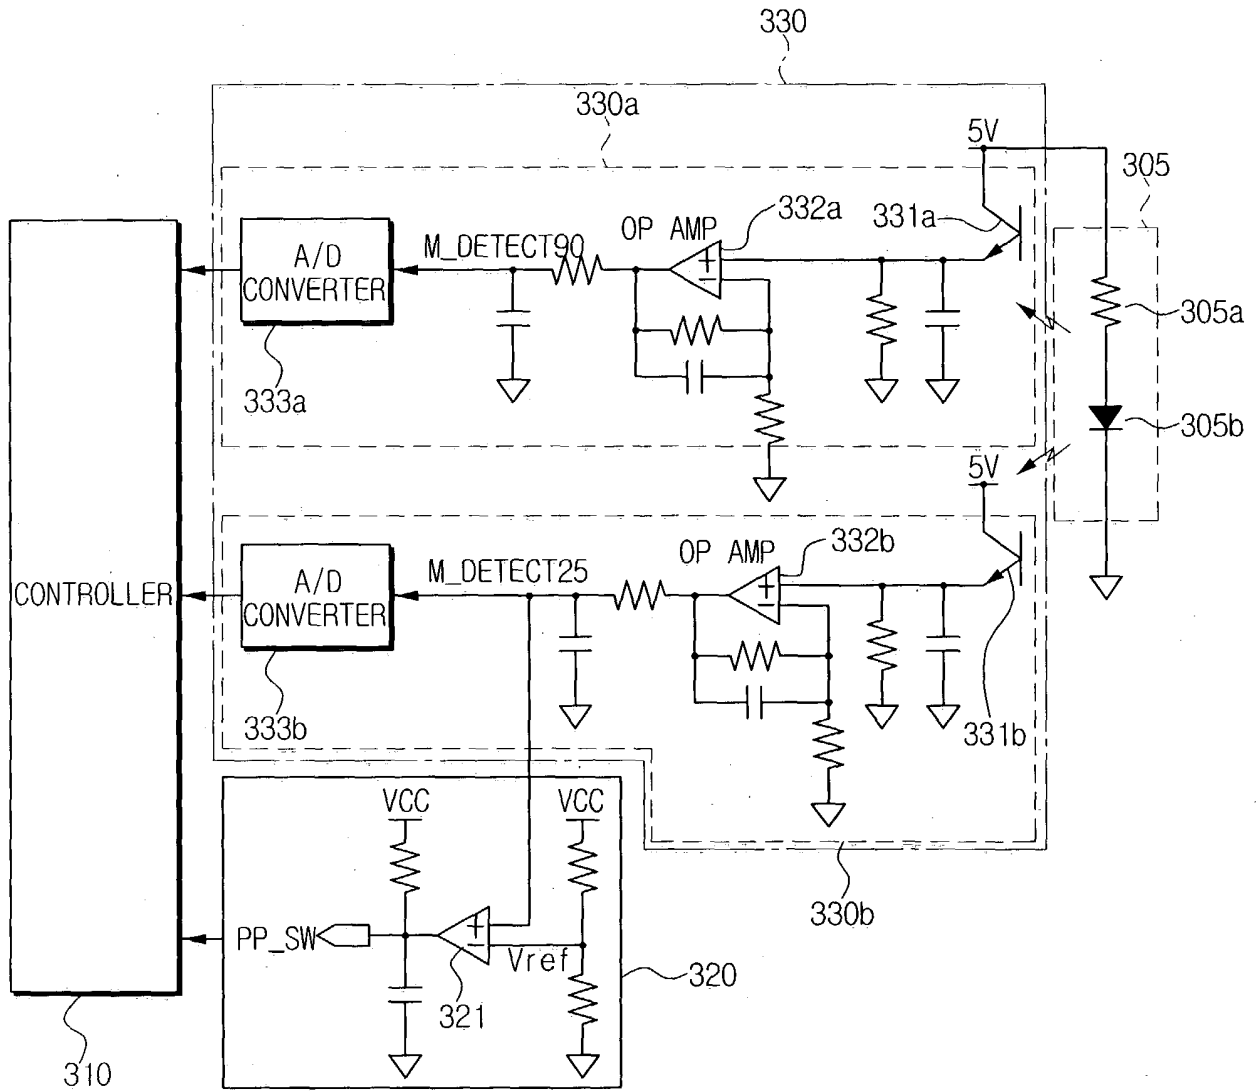 330
330a
5V
305
331a
332a
OP AMP
M_DETECT90
A/D
CONVERTER
+
−
305a
333a
305b
5V
332b
OP AMP
M_DETECT25
A/D
CONVERTER
+
−
CONTROLLER
333b
331b
VCC
VCC
330b
+
−
PP_SW
Vref
320
321
310